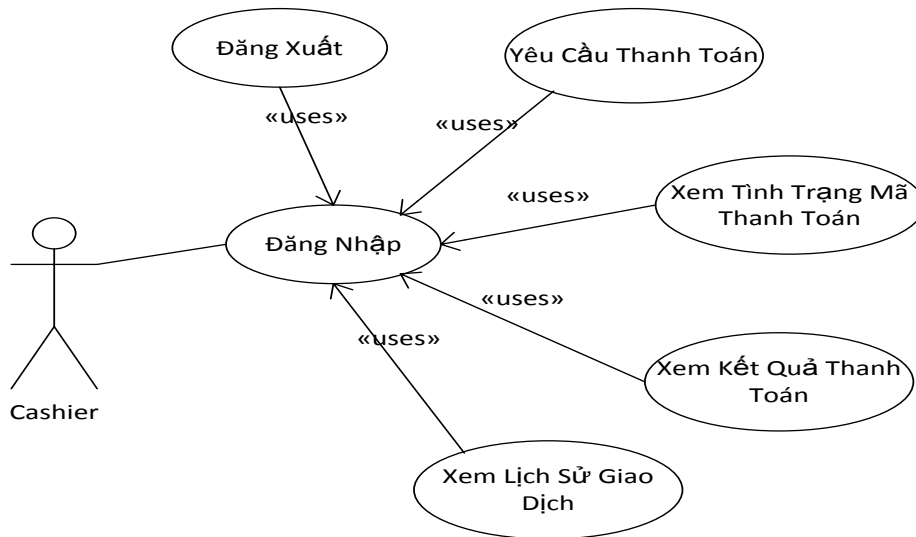 Đăng Xuất
Yêu Cầu Thanh Toán
«uses»
«uses»
Xem Tình Trạng Mã
Thanh Toán
«uses»
Đăng Nhập
«uses»
«uses»
Xem Kết Quả Thanh
Toán
Cashier
Xem Lịch Sử Giao
Dịch